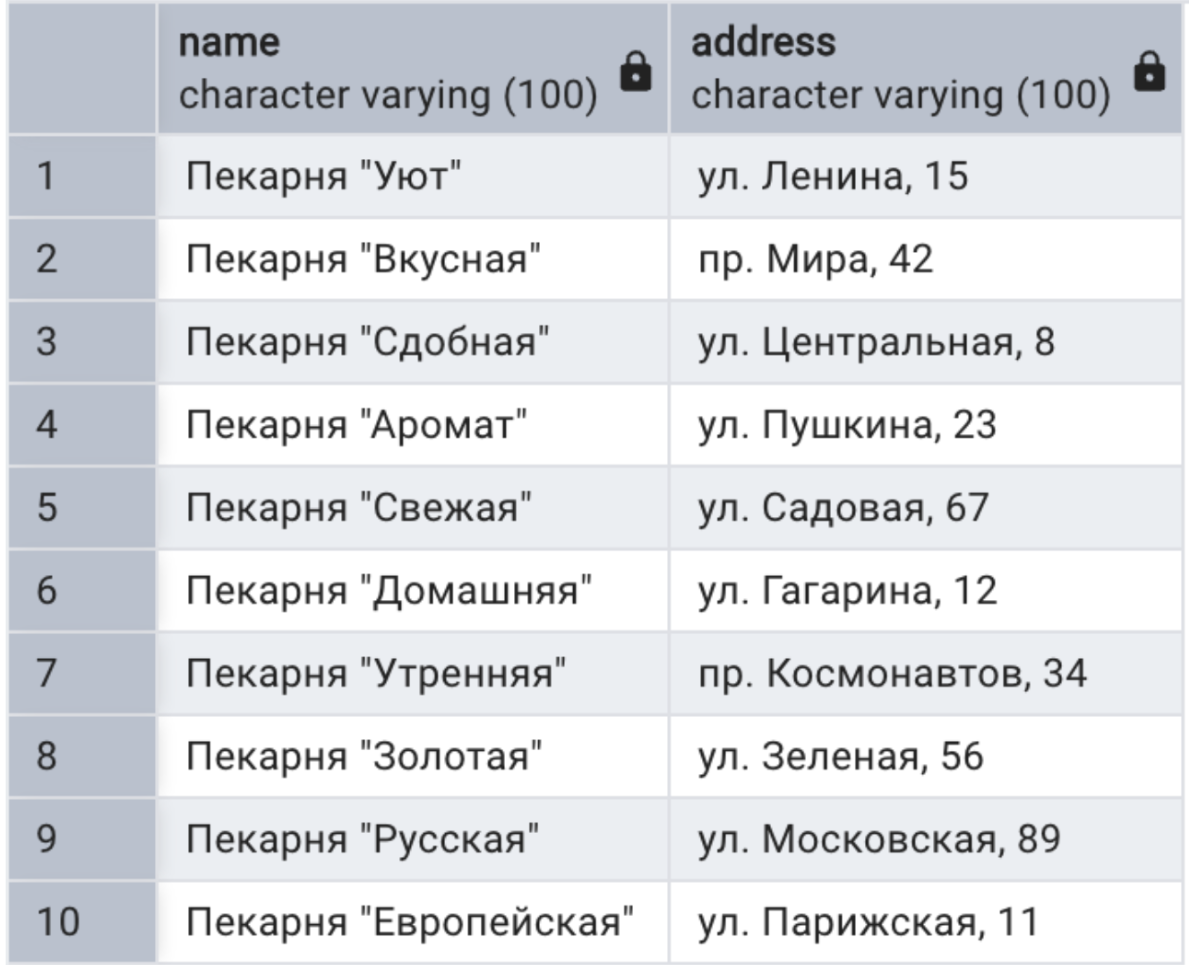 name address
character varying (100) character varying (100)
1 Пекарня "Уют" ул. Ленина, 15
2 Пекарня "Вкусная" пр. Мира, 42
3 Пекарня "Сдобная" ул. Центральная, 8
4 Пекарня "Аромат" ул. Пушкина, 23
5 Пекарня "Свежая" ул. Садовая, 67
6 Пекарня "Домашняя" ул. Гагарина, 12
7 Пекарня "Утренняя" пр. Космонавтов, 34
8 Пекарня "Золотая" ул. Зеленая, 56
9 Пекарня "Русская" ул. Московская, 89
10 Пекарня "Европейская" ул. Парижская, 11